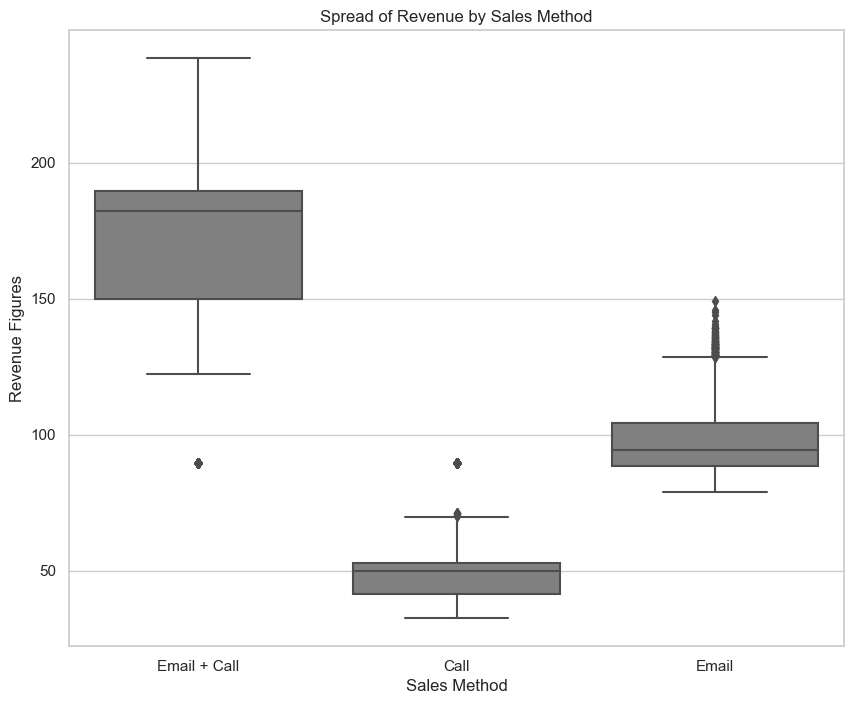 Spread of Revenue by Sales Method
200
150
100
50
Revenue Figures
Email + Call
Call
Email
Sales Method